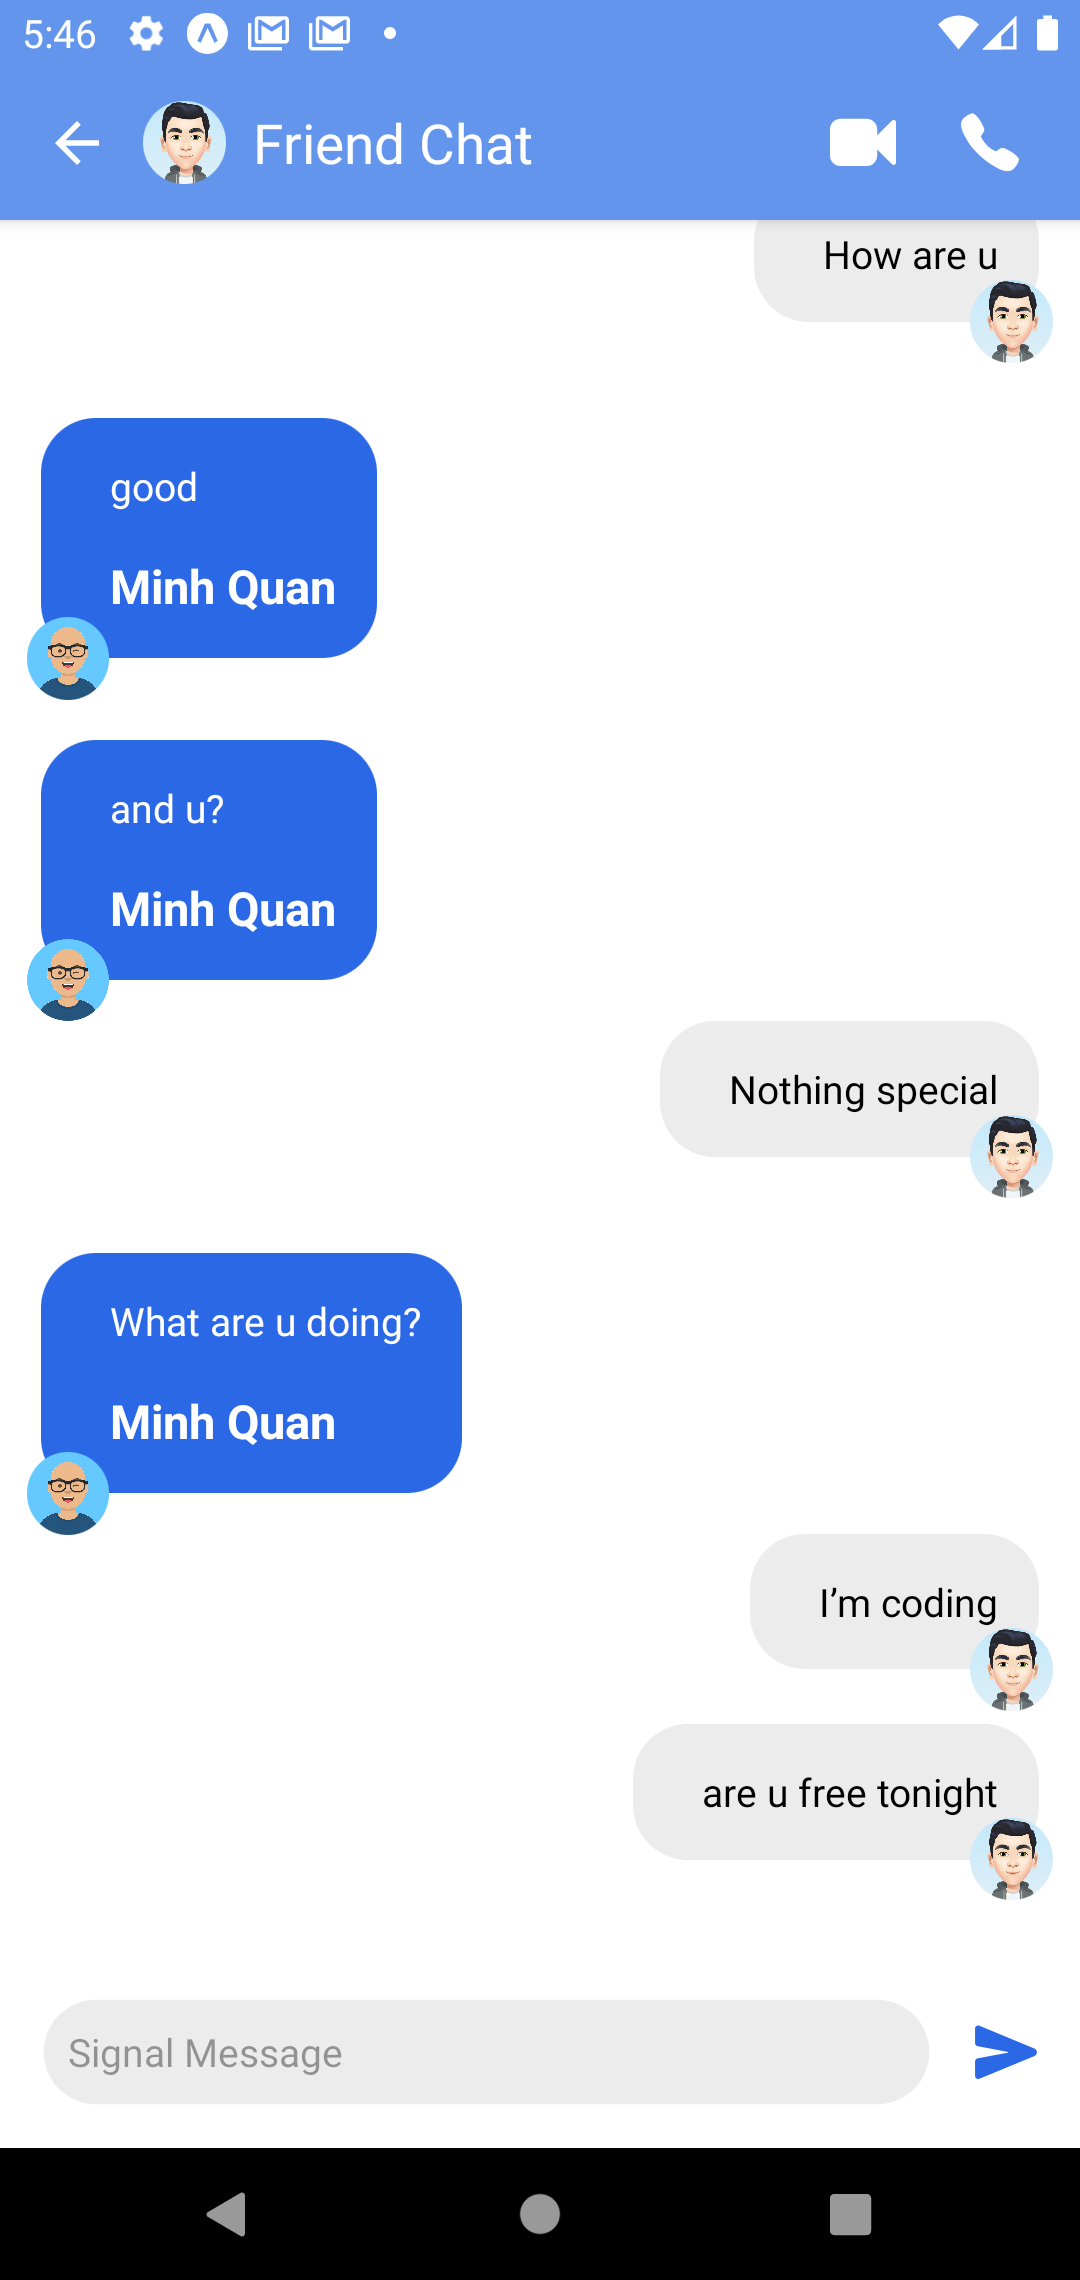 5:46
Friend Chat
How are u
good
Minh Quan
and u?
Minh Quan
Nothing special
What are u doing?
Minh Quan
I’m coding
are u free tonight
Signal Message